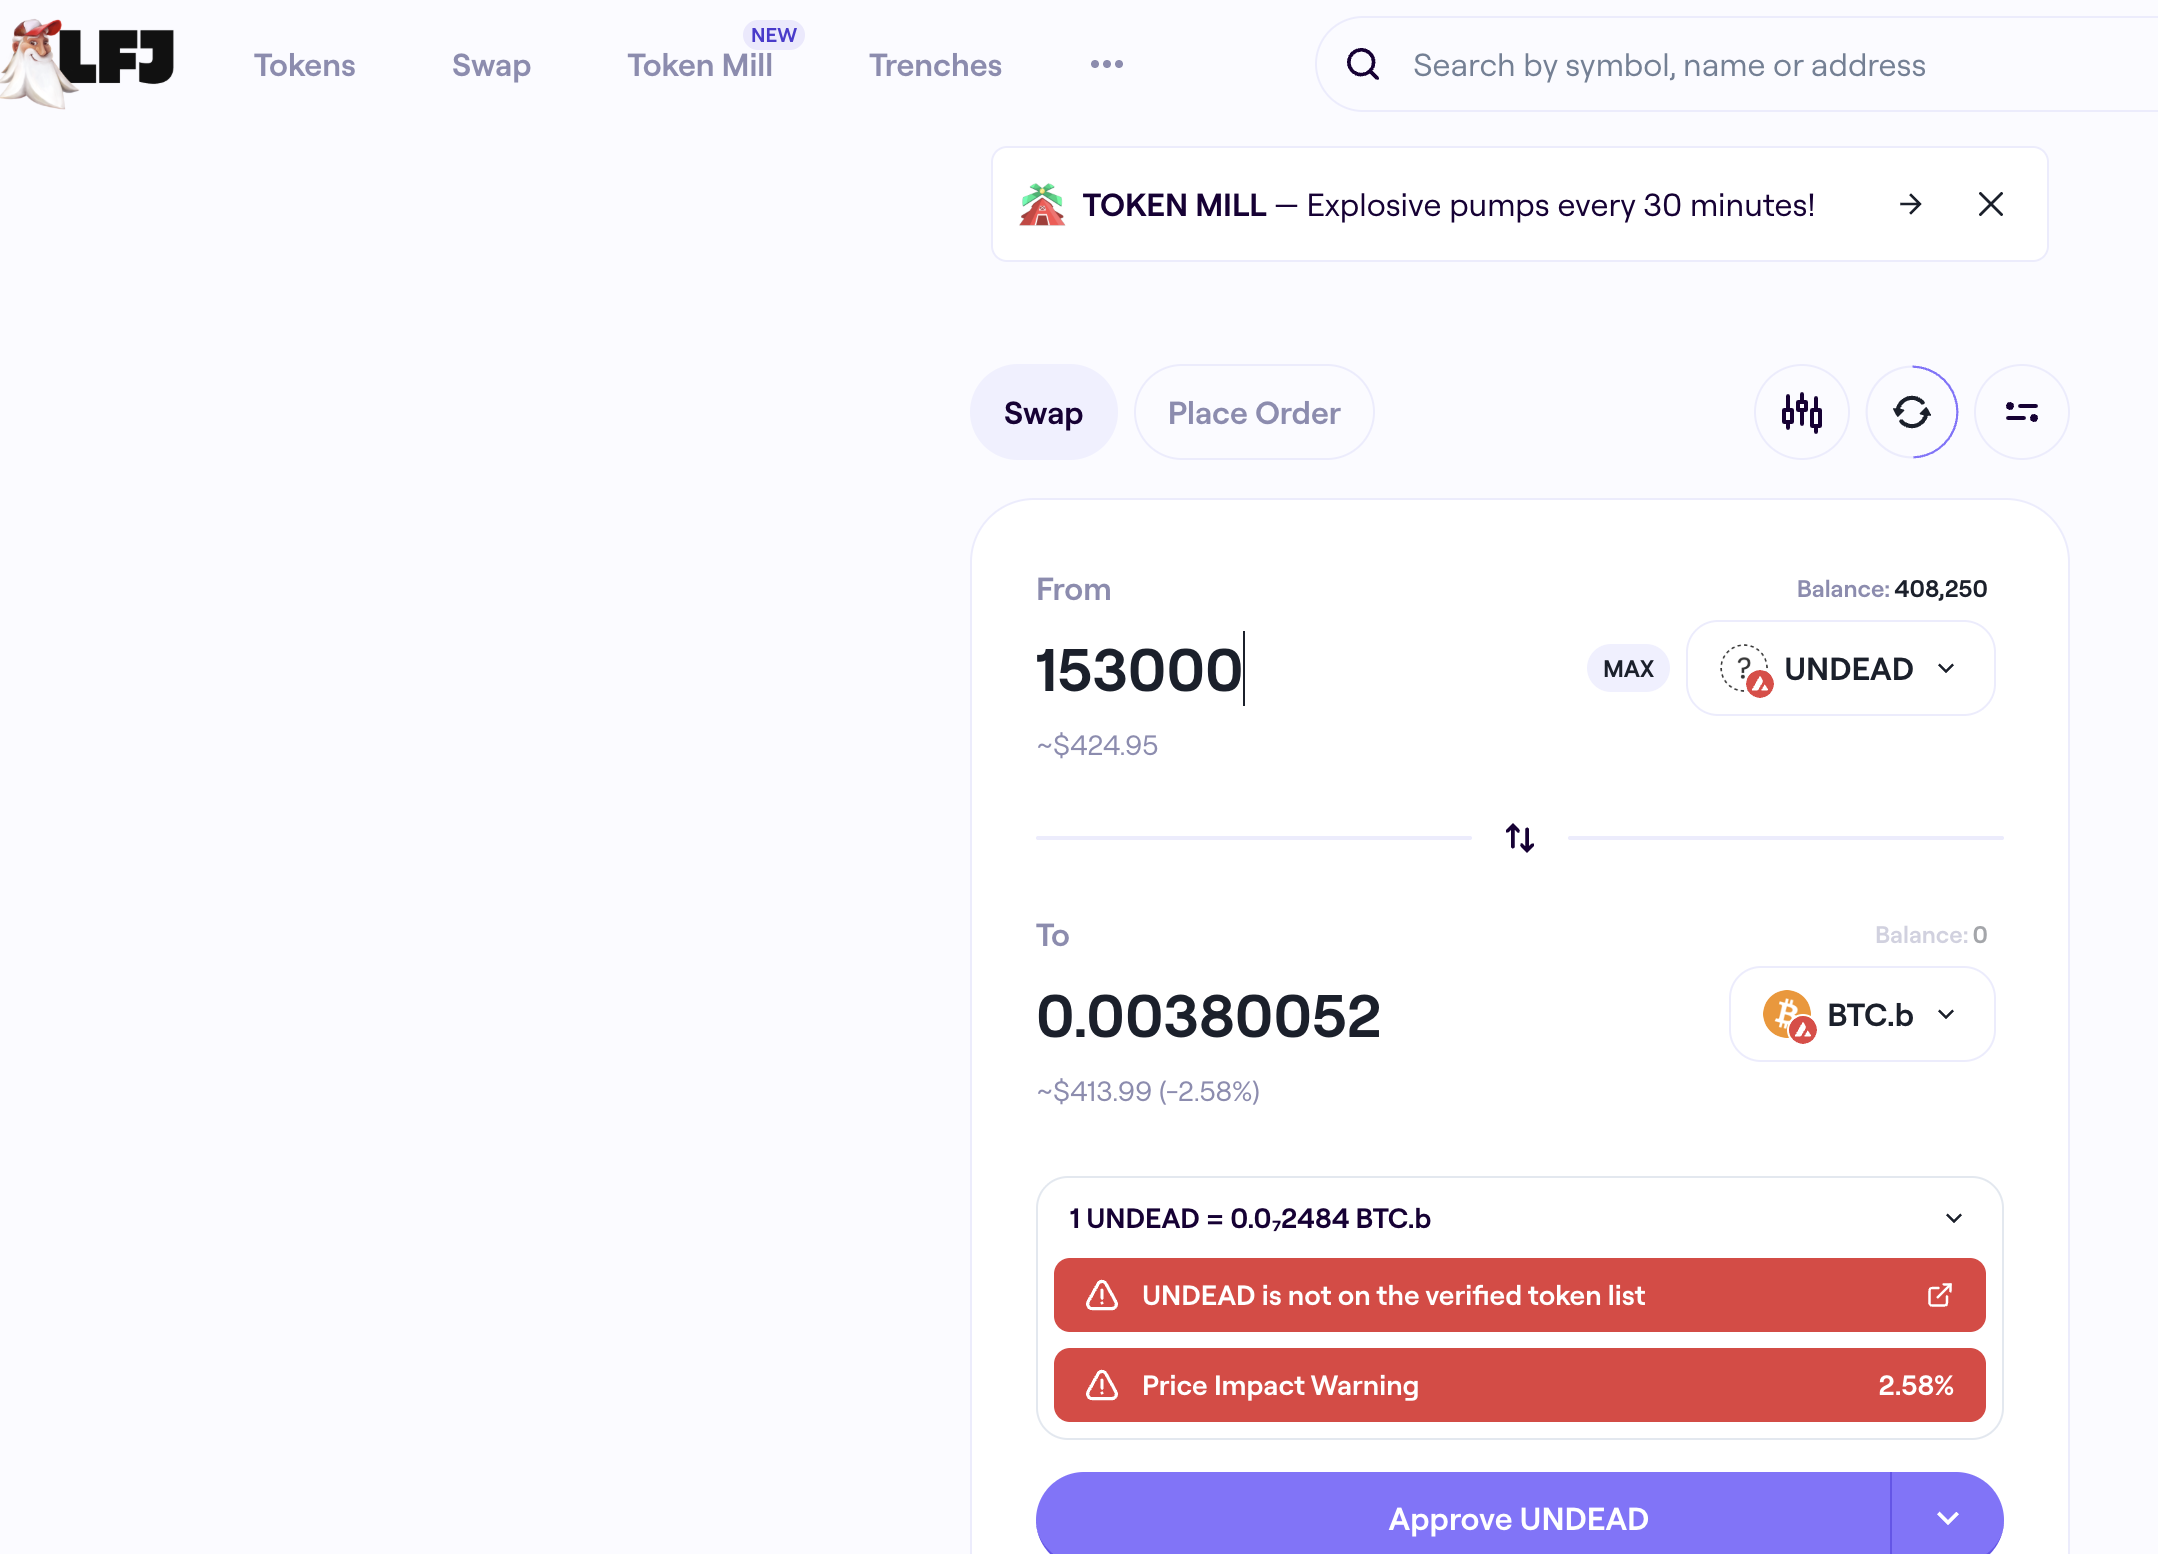 LFJ
Tokens
Swap
Token Mill
NEW
Trenches
Search by symbol, name or address
TOKEN MILL — Explosive pumps every 30 minutes!
Swap
Place Order
From
Balance: 408,250
153000
MAX
UNDEAD
~$424.95
To
Balance: 0
0.00380052
BTC.b
~$413.99 (-2.58%)
1 UNDEAD = 0.0₇2484 BTC.b
UNDEAD is not on the verified token list
Price Impact Warning 2.58%
Approve UNDEAD